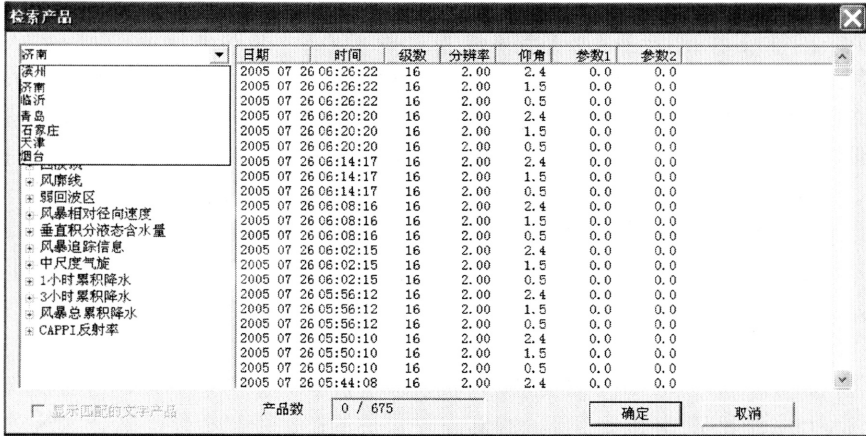 检索产品
济南
滨州
济南
临沂
青岛
石家庄
天津
烟台
风廓线
弱回波区
风暴相对径向速度
垂直积分液态含水量
风暴追踪信息
中尺度气旋
1小时累积降水
3小时累积降水
风暴总累积降水
CAPPI反射率
日期 时间 级数 分辨率 仰角 参数1 参数2
2005 07 26 06:26:22 16 2.00 2.4 0.0 0.0
2005 07 26 06:26:22 16 2.00 1.5 0.0 0.0
2005 07 26 06:26:22 16 2.00 0.5 0.0 0.0
2005 07 26 06:20:20 16 2.00 2.4 0.0 0.0
2005 07 26 06:20:20 16 2.00 1.5 0.0 0.0
2005 07 26 06:20:20 16 2.00 0.5 0.0 0.0
2005 07 26 06:14:17 16 2.00 2.4 0.0 0.0
2005 07 26 06:14:17 16 2.00 1.5 0.0 0.0
2005 07 26 06:14:17 16 2.00 0.5 0.0 0.0
2005 07 26 06:08:16 16 2.00 2.4 0.0 0.0
2005 07 26 06:08:16 16 2.00 1.5 0.0 0.0
2005 07 26 06:08:16 16 2.00 0.5 0.0 0.0
2005 07 26 06:02:15 16 2.00 2.4 0.0 0.0
2005 07 26 06:02:15 16 2.00 1.5 0.0 0.0
2005 07 26 06:02:15 16 2.00 0.5 0.0 0.0
2005 07 26 05:56:12 16 2.00 2.4 0.0 0.0
2005 07 26 05:56:12 16 2.00 1.5 0.0 0.0
2005 07 26 05:56:12 16 2.00 0.5 0.0 0.0
2005 07 26 05:50:10 16 2.00 2.4 0.0 0.0
2005 07 26 05:50:10 16 2.00 1.5 0.0 0.0
2005 07 26 05:50:10 16 2.00 0.5 0.0 0.0
2005 07 26 05:44:08 16 2.00 2.4 0.0 0.0
显示匹配的文字产品
产品数 0 / 675
确定 取消